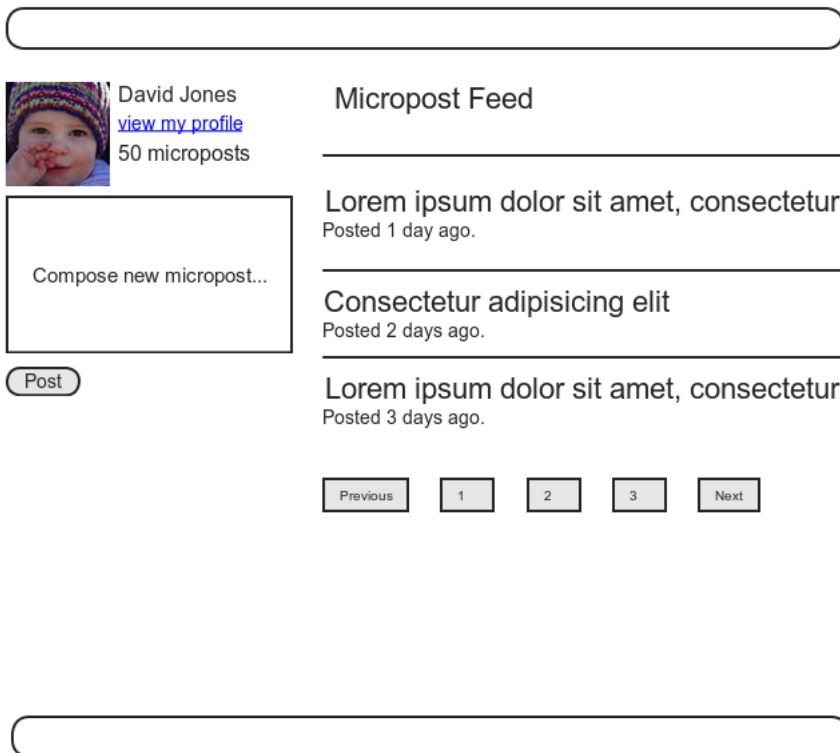 David Jones
view my profile
50 microposts
Compose new micropost...
Post
Micropost Feed
Lorem ipsum dolor sit amet, consectetur
Posted 1 day ago.
Consectetur adipisicing elit
Posted 2 days ago.
Lorem ipsum dolor sit amet, consectetur
Posted 3 days ago.
Previous 1 2 3 Next